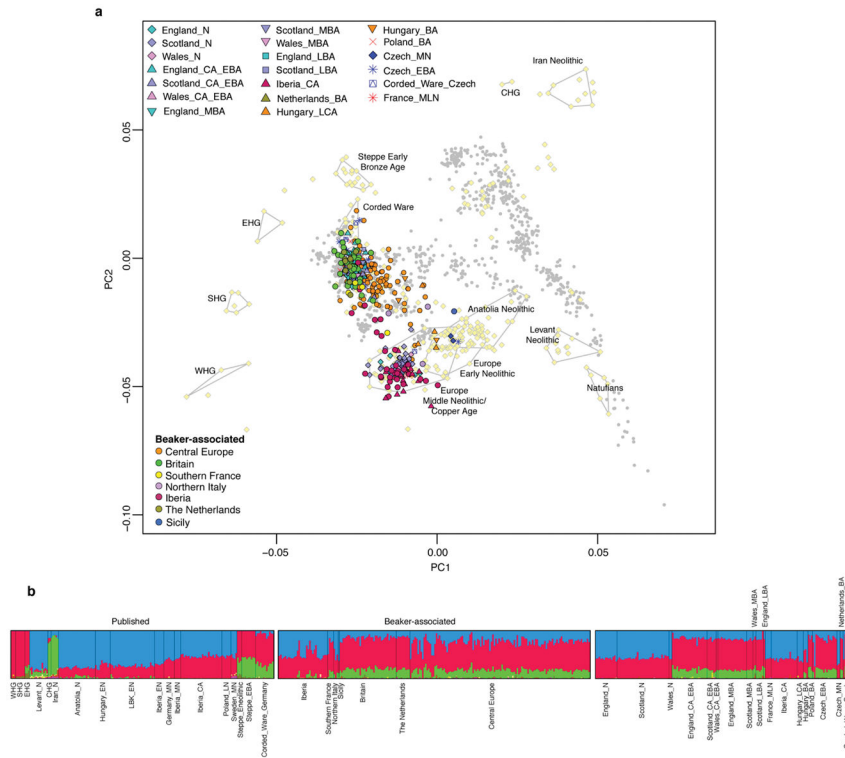 a
England_N
Scotland_N
Wales_N
England_CA_EBA
Scotland_CA_EBA
Wales_CA_EBA
England_MBA
Scotland_MBA
Wales_MBA
England_LBA
Scotland_LBA
Iberia_CA
Netherlands_BA
Hungary_LCA
Hungary_BA
Poland_BA
Czech_MN
Czech_EBA
Corded_Ware_Czech
France_MLN
Iran Neolithic
CHG
Steppe Early
Bronze Age
Corded Ware
EHG
SHG
WHG
Anatolia Neolithic
Levant
Neolithic
Natufians
Europe
Early Neolithic
Europe
Middle Neolithic/
Copper Age
PC2
0.05
0.00
−0.05
−0.10
Beaker-associated
Central Europe
Britain
Southern France
Northern Italy
Iberia
The Netherlands
Sicily
−0.05
0.00
0.05
PC1
b
Published
Beaker-associated
Wales_MBA
England_LBA
Netherlands_BA
WHG
SHG
EHG
Levant_N
CHG
Iran_N
Anatolia_N
Hungary_EN
LBK_EN
Iberia_EN
Germany_MN
Iberia_MN
Iberia_CA
Poland_LN
Sweden_MN
Steppe_Eneolithic
Steppe_EBA
Corded_Ware_Germany
Iberia
Southern France
Northern Italy
Sicily
Britain
The Netherlands
Central Europe
England_N
Scotland_N
Wales_N
England_CA_EBA
Scotland_CA_EBA
Wales_CA_EBA
England_MBA
Scotland_MBA
Scotland_LBA
France_MLN
Iberia_CA
Hungary_LCA
Hungary_BA
Poland_BA
Czech_EBA
Czech_MN